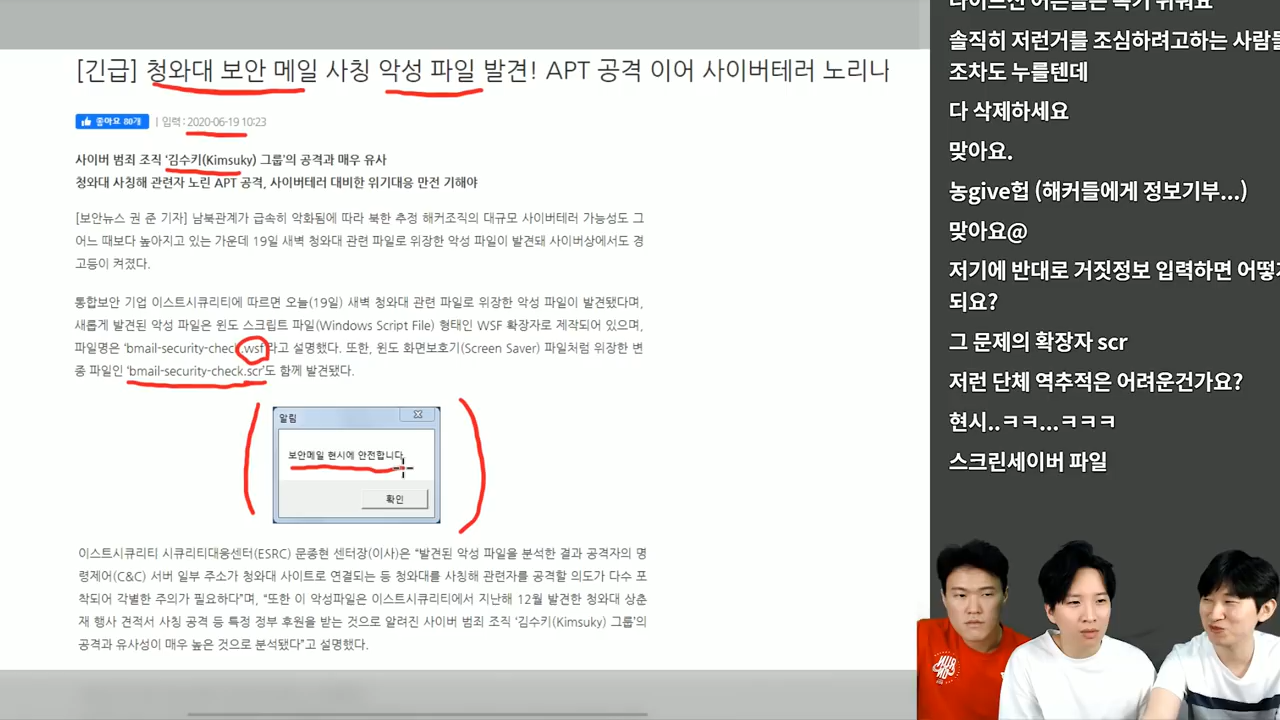 [긴급] 청와대 보안 메일 사칭 악성 파일 발견! APT 공격 이어 사이버테러 노리나
좋아요 80개 | 입력 : 2020-06-19 10:23
사이버 범죄 조직 '김수키(Kimsuky) 그룹'의 공격과 매우 유사
청와대 사칭해 관련자 노린 APT 공격, 사이버테러 대비한 위기대응 만전 기해야
[보안뉴스 권 준 기자] 남북관계가 급속히 악화됨에 따라 북한 추정 해커조직의 대규모 사이버테러 가능성도 그
어느 때보다 높아지고 있는 가운데 19일 새벽 청와대 관련 파일로 위장한 악성 파일이 발견돼 사이버상에서도 경
고등이 켜졌다.
통합보안 기업 이스트시큐리티에 따르면 오늘(19일) 새벽 청와대 관련 파일로 위장한 악성 파일이 발견됐다며,
새롭게 발견된 악성 파일은 윈도 스크립트 파일(Windows Script File) 형태인 WSF 확장자로 제작되어 있으며,
파일명은 'bmail-security-check.wsf'라고 설명했다. 또한, 윈도 화면보호기(Screen Saver) 파일처럼 위장한 변
종 파일인 'bmail-security-check.scr'도 함께 발견됐다.
알림
보안메일 현시에 안전합니다
확인
이스트시큐리티 시큐리티대응센터(ESRC) 문종현 센터장(이사)은 "발견된 악성 파일을 분석한 결과 공격자의 명
령제어(C&C) 서버 일부 주소가 청와대 사이트로 연결되는 등 청와대를 사칭해 관련자를 공격할 의도가 다수 포
착되어 각별한 주의가 필요하다"며, "또한 이 악성파일은 이스트시큐리티에서 지난해 12월 발견한 청와대 상춘
재 행사 견적서 사칭 공격 등 특정 정부 후원을 받는 것으로 알려진 사이버 범죄 조직 '김수키(Kimsuky) 그룹'의
공격과 유사성이 매우 높은 것으로 분석됐다"고 설명했다.
솔직히 저런거를 조심하려고하는 사람들
조차도 누를텐데
다 삭제하세요
맞아요.
농give헙 (해커들에게 정보기부...)
맞아요@
저기에 반대로 거짓정보 입력하면 어떻게
되요?
그 문제의 확장자 scr
저런 단체 역추적은 어려운건가요?
현시..ㅋㅋ...ㅋㅋㅋ
스크린세이버 파일